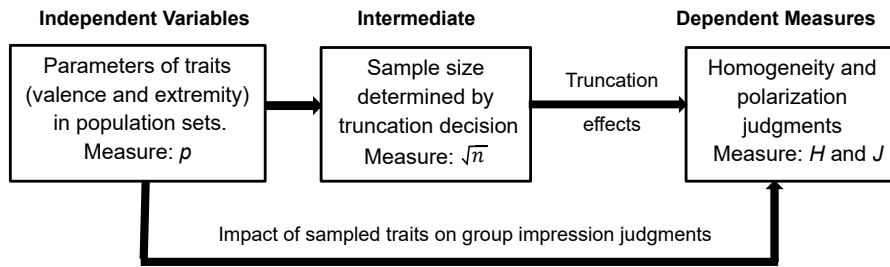 Independent Variables
Intermediate
Dependent Measures
Parameters of traits
(valence and extremity)
in population sets.
Measure: p
Sample size
determined by
truncation decision
Measure: √n
Truncation
effects
Homogeneity and
polarization
judgments
Measure: H and J
Impact of sampled traits on group impression judgments